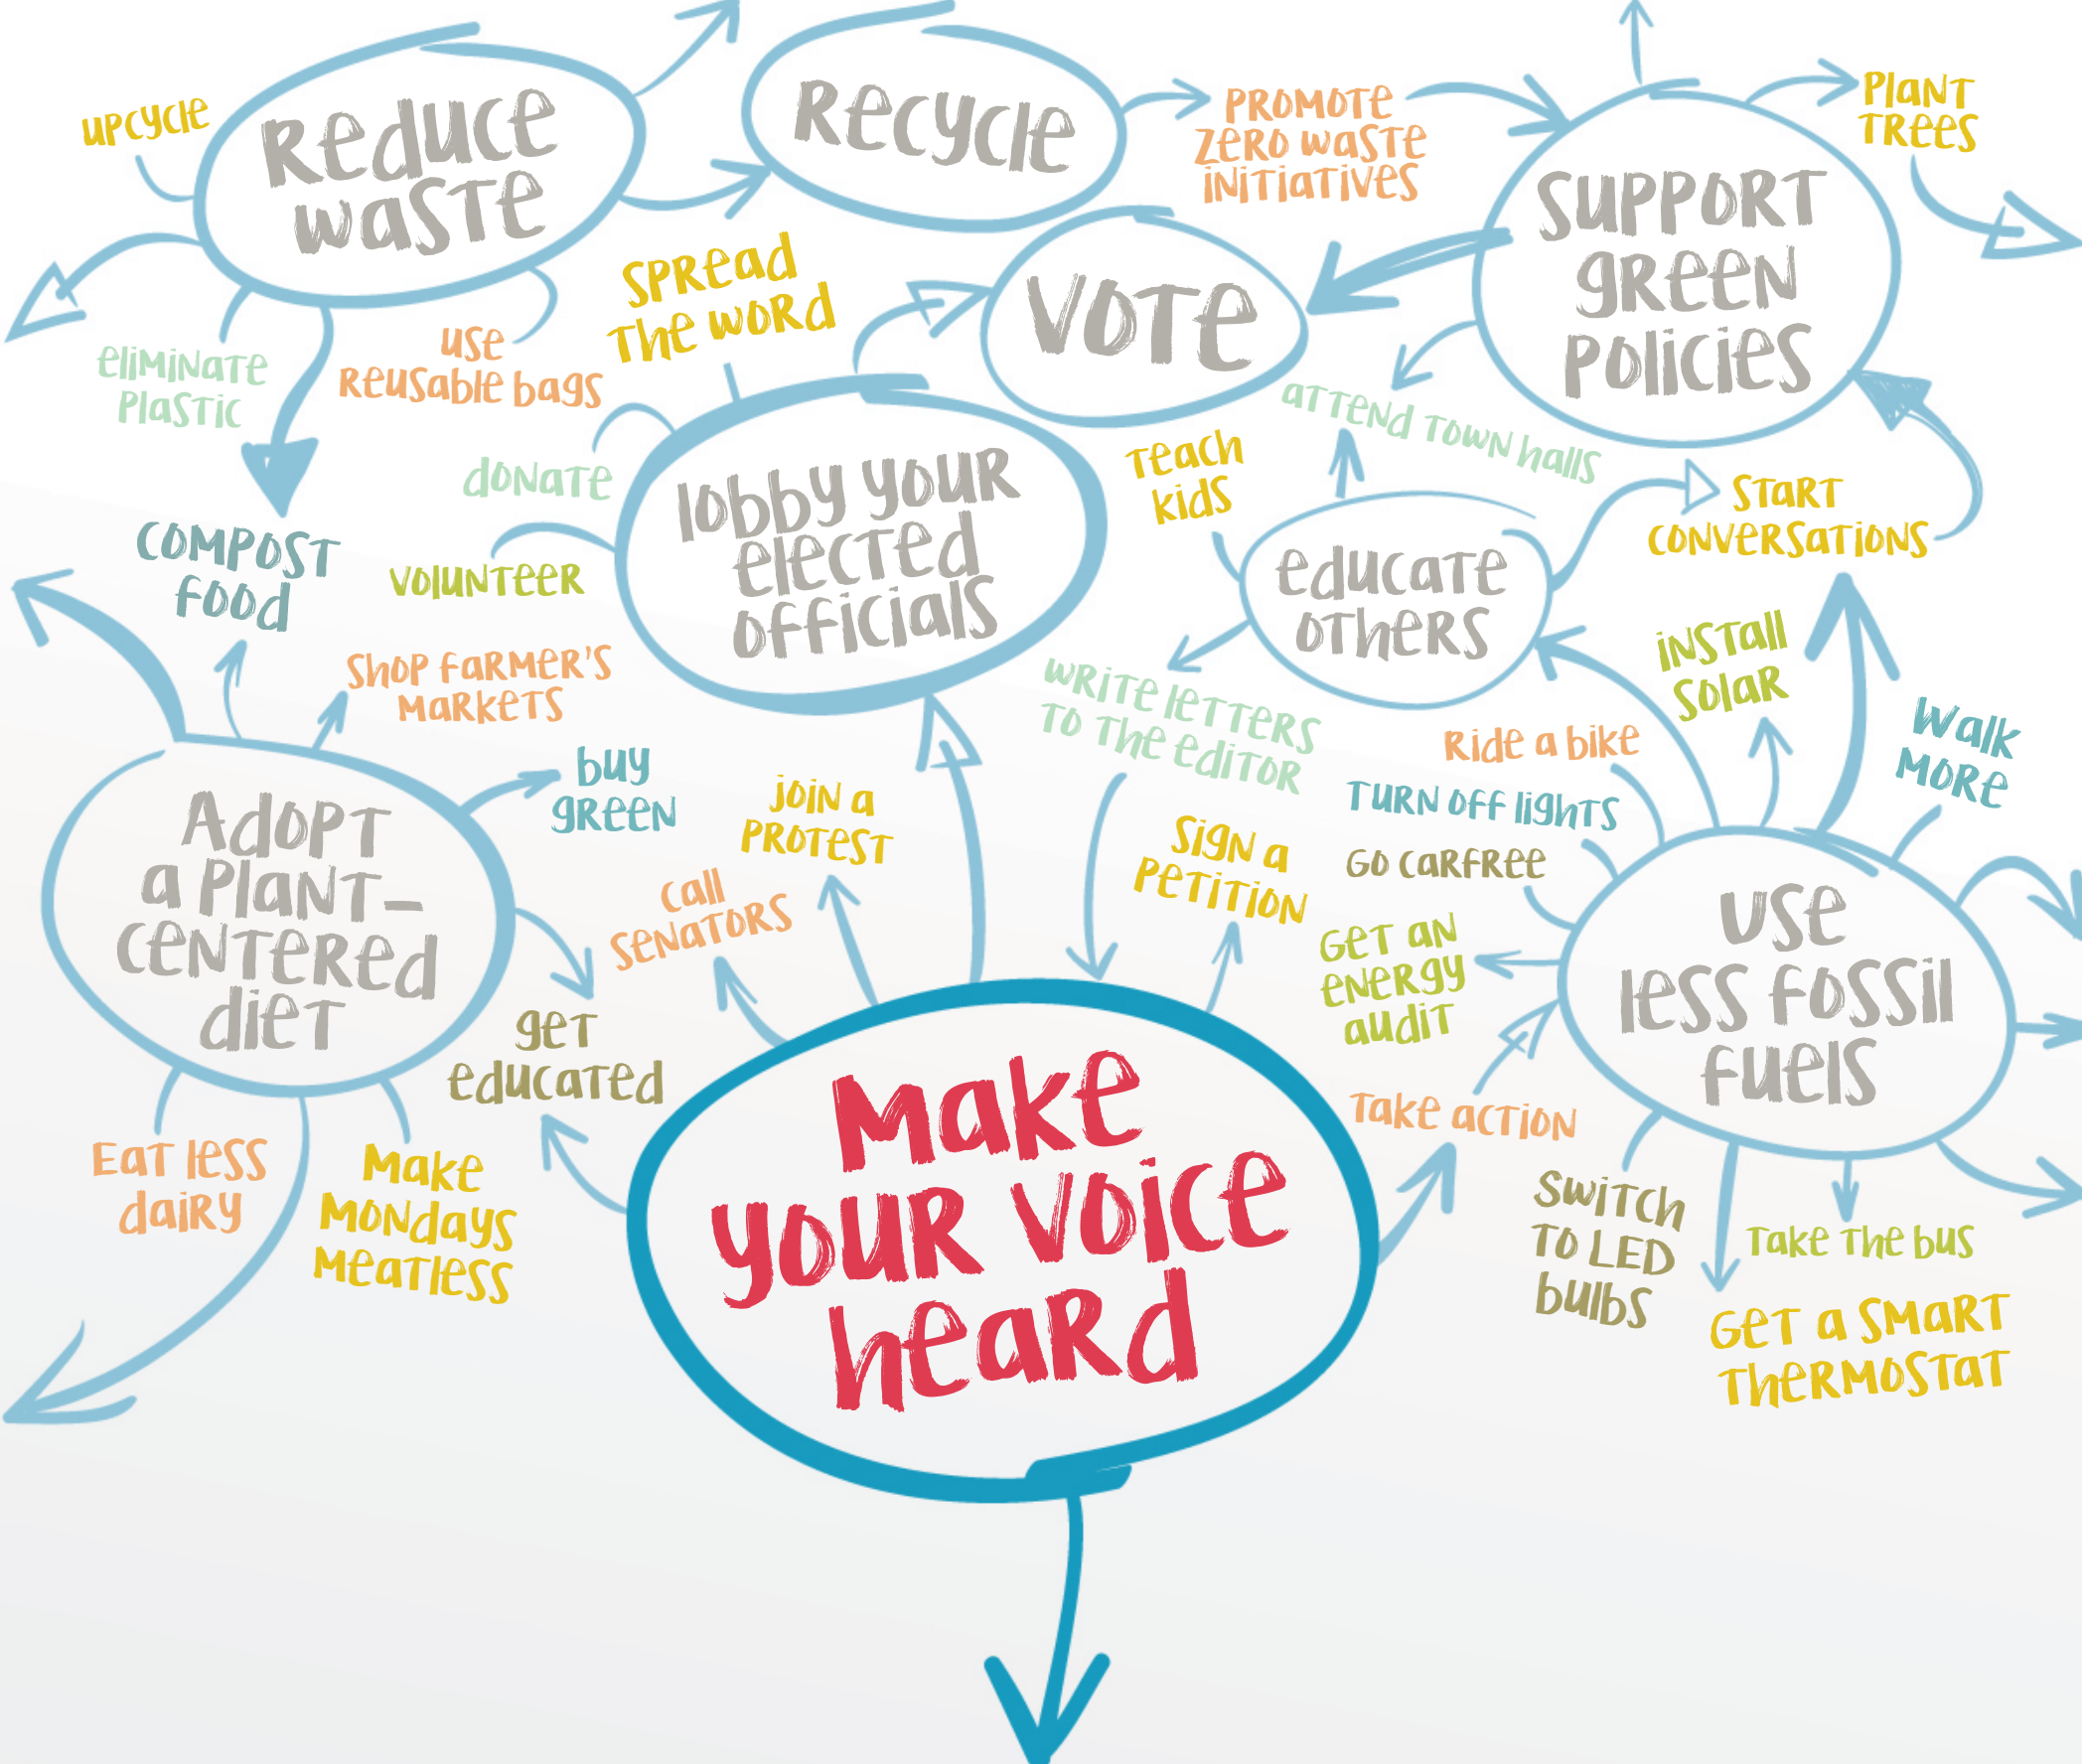 upcycle
Reduce
waste
Recycle
Promote
zero waste
initiatives
Plant
trees
Support
green
policies
Spread
the word
Vote
eliminate
plastic
use
reusable bags
donate
attend town halls
Teach
kids
Start
conversations
Compost
food
volunteer
lobby your
elected
officials
educate
others
install
solar
Shop farmer's
markets
write letters
to the editor
Ride a bike
Walk
more
buy
green
join a
protest
Turn off lights
Sign a
petition
Go carfree
Adopt
a plant-
centered
diet
call
senators
Get an
energy
audit
use
less fossil
fuels
get
educated
Make
your voice
heard
Take action
Eat less
dairy
Make
Mondays
Meatless
Switch
to LED
bulbs
Take the bus
Get a smart
thermostat